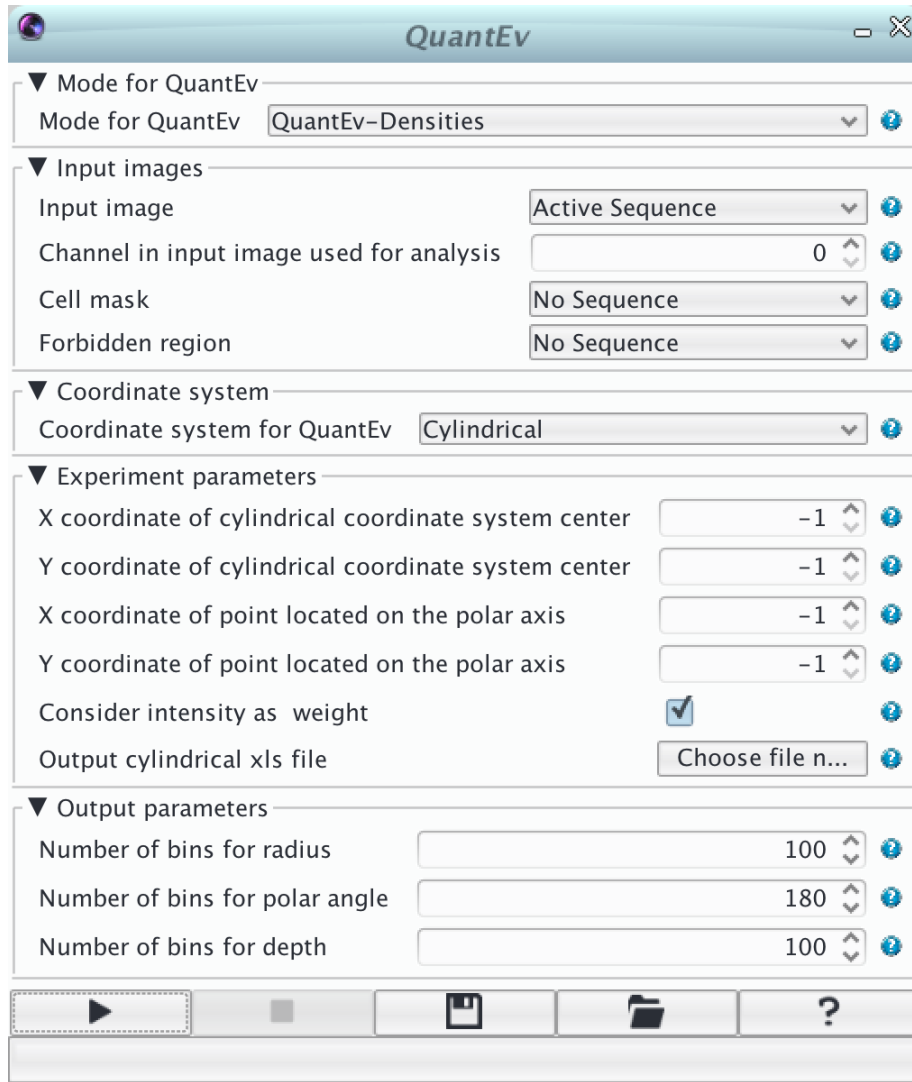 QuantEv
▼ Mode for QuantEv
Mode for QuantEv QuantEv-Densities
▼ Input images
Input image Active Sequence
Channel in input image used for analysis 0
Cell mask No Sequence
Forbidden region No Sequence
▼ Coordinate system
Coordinate system for QuantEv Cylindrical
▼ Experiment parameters
X coordinate of cylindrical coordinate system center -1
Y coordinate of cylindrical coordinate system center -1
X coordinate of point located on the polar axis -1
Y coordinate of point located on the polar axis -1
Consider intensity as  weight
Output cylindrical xls file Choose file n...
▼ Output parameters
Number of bins for radius 100
Number of bins for polar angle 180
Number of bins for depth 100
?